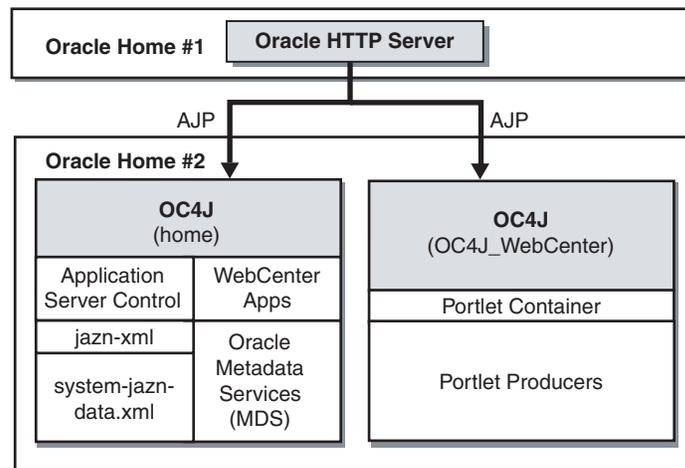 Oracle Home #1
Oracle HTTP Server
AJP
AJP
Oracle Home #2
OC4J
(home)
Application
Server Control
WebCenter
Apps
jazn-xml
system-jazn-
data.xml
Oracle
Metadata
Services
(MDS)
OC4J
(OC4J_WebCenter)
Portlet Container
Portlet Producers